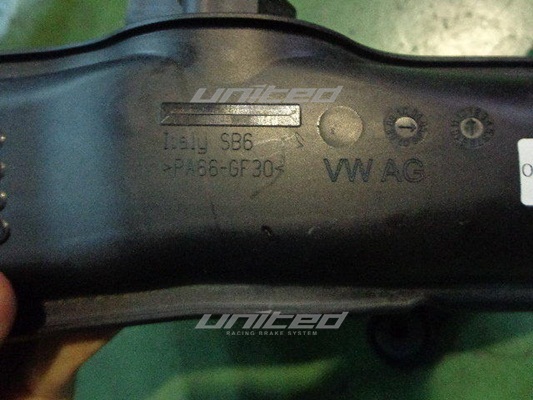 united
Italy SB6
>PA66-GF30<
VW AG
united
RACING BRAKE SYSTEM